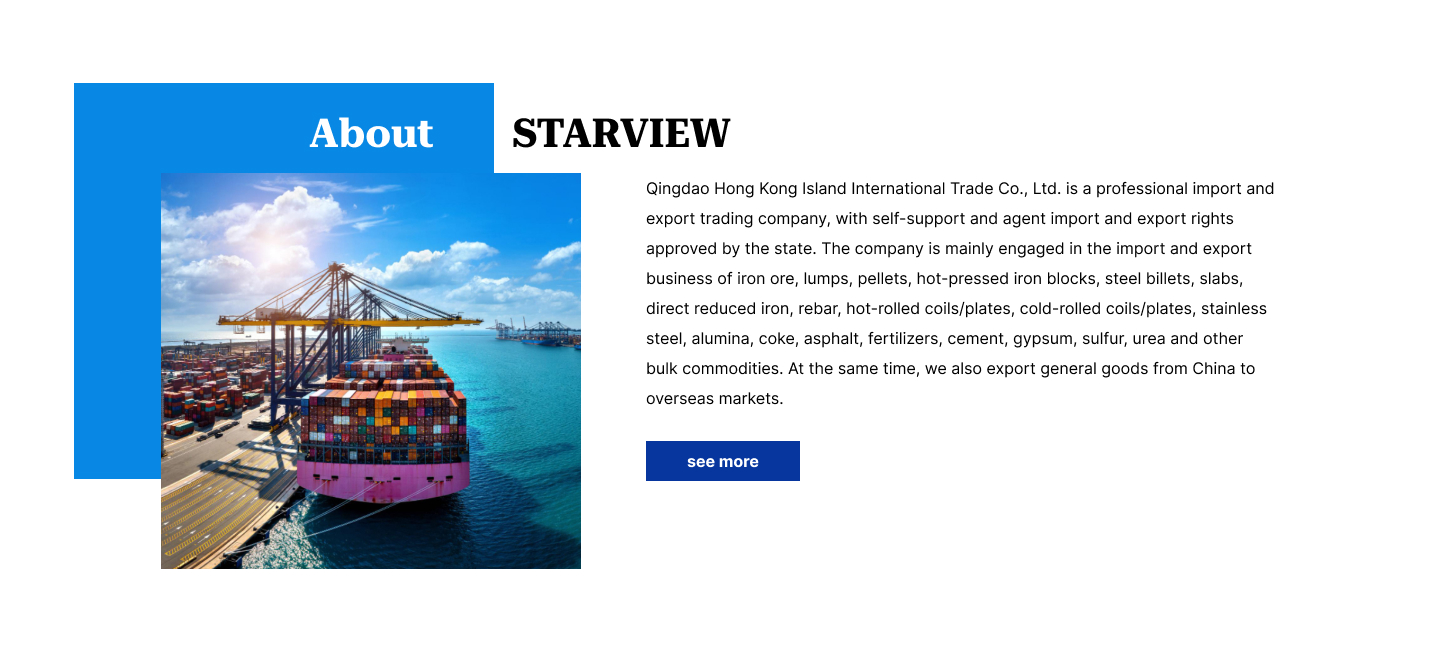 About STARVIEW
Qingdao Hong Kong Island International Trade Co., Ltd. is a professional import and
export trading company, with self-support and agent import and export rights
approved by the state. The company is mainly engaged in the import and export
business of iron ore, lumps, pellets, hot-pressed iron blocks, steel billets, slabs,
direct reduced iron, rebar, hot-rolled coils/plates, cold-rolled coils/plates, stainless
steel, alumina, coke, asphalt, fertilizers, cement, gypsum, sulfur, urea and other
bulk commodities. At the same time, we also export general goods from China to
overseas markets.
see more